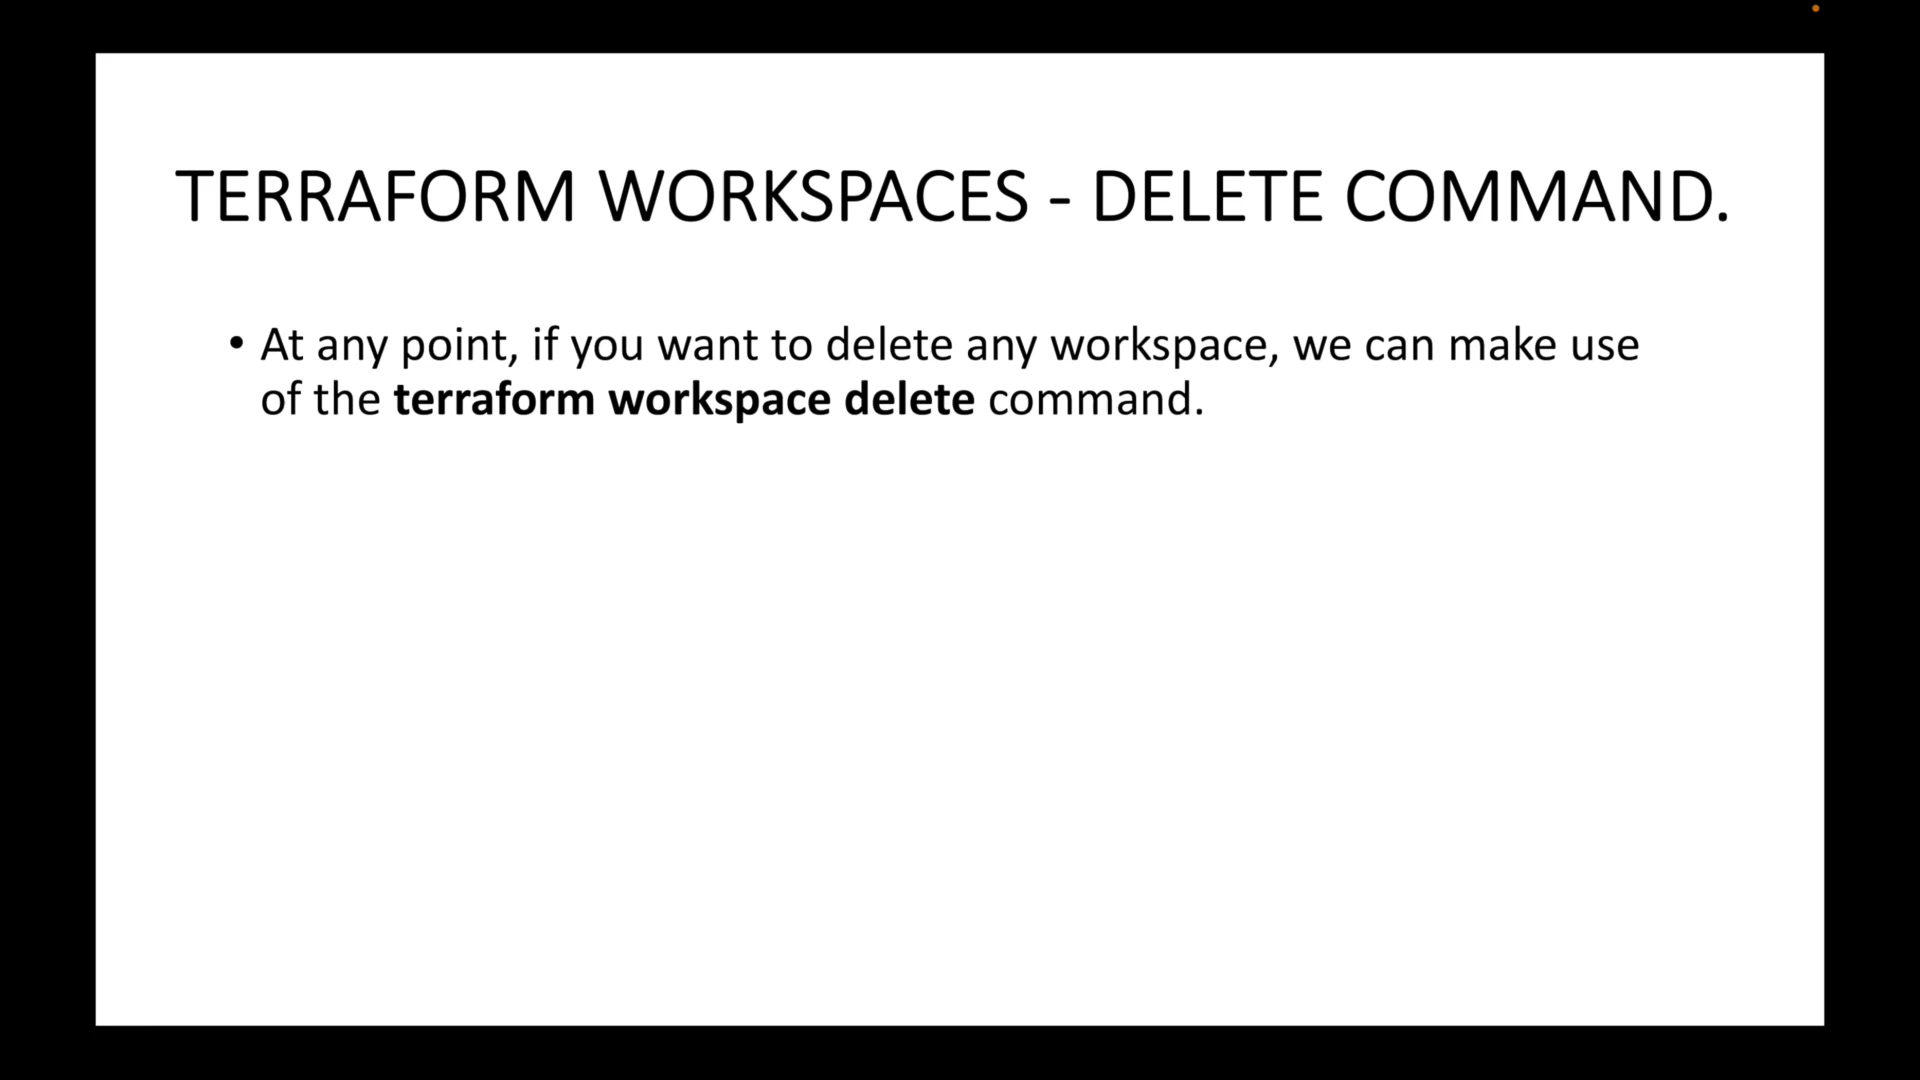 TERRAFORM WORKSPACES - DELETE COMMAND.
• At any point, if you want to delete any workspace, we can make use
of the terraform workspace delete command.